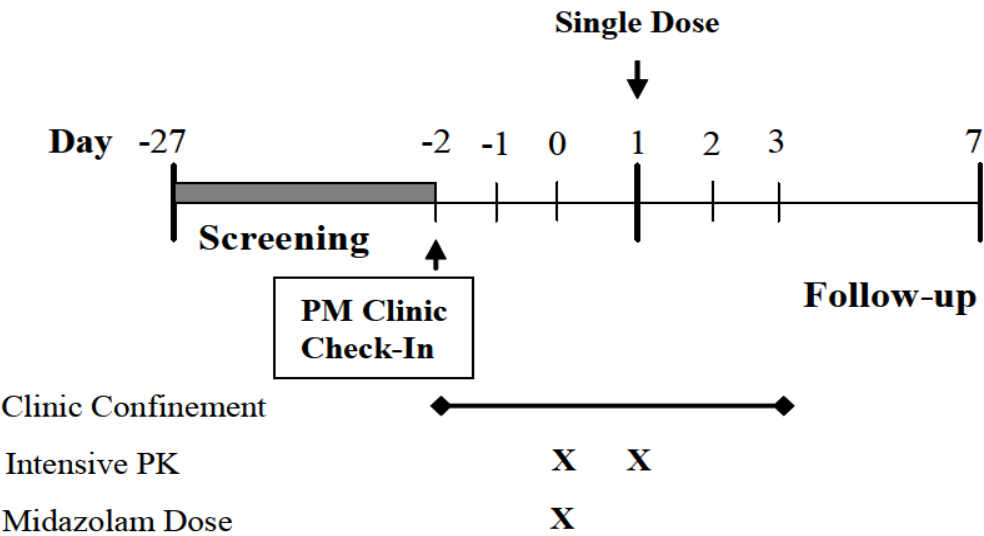 Single Dose
Day -27 -2 -1 0 1 2 3 7
Screening
PM Clinic
Check-In
Follow-up
Clinic Confinement
Intensive PK X X
Midazolam Dose X